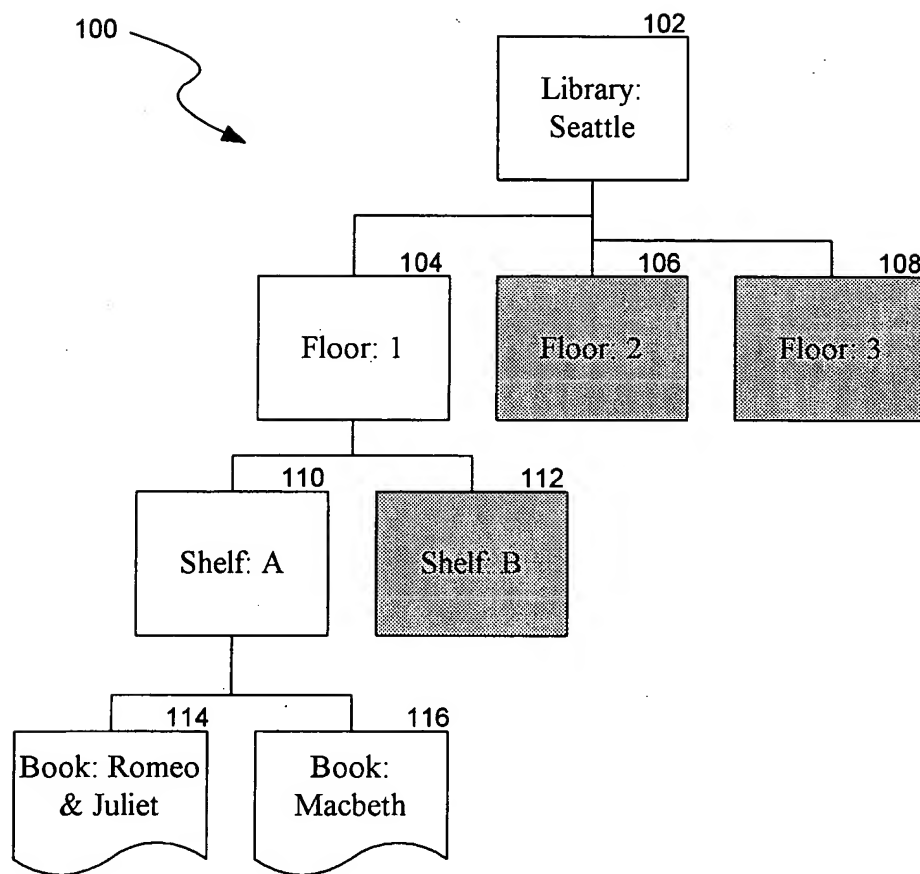 100
102
Library:
Seattle
104
106
108
Floor: 1
Floor: 2
Floor: 3
110
112
Shelf: A
Shelf: B
114
116
Book: Romeo
& Juliet
Book:
Macbeth